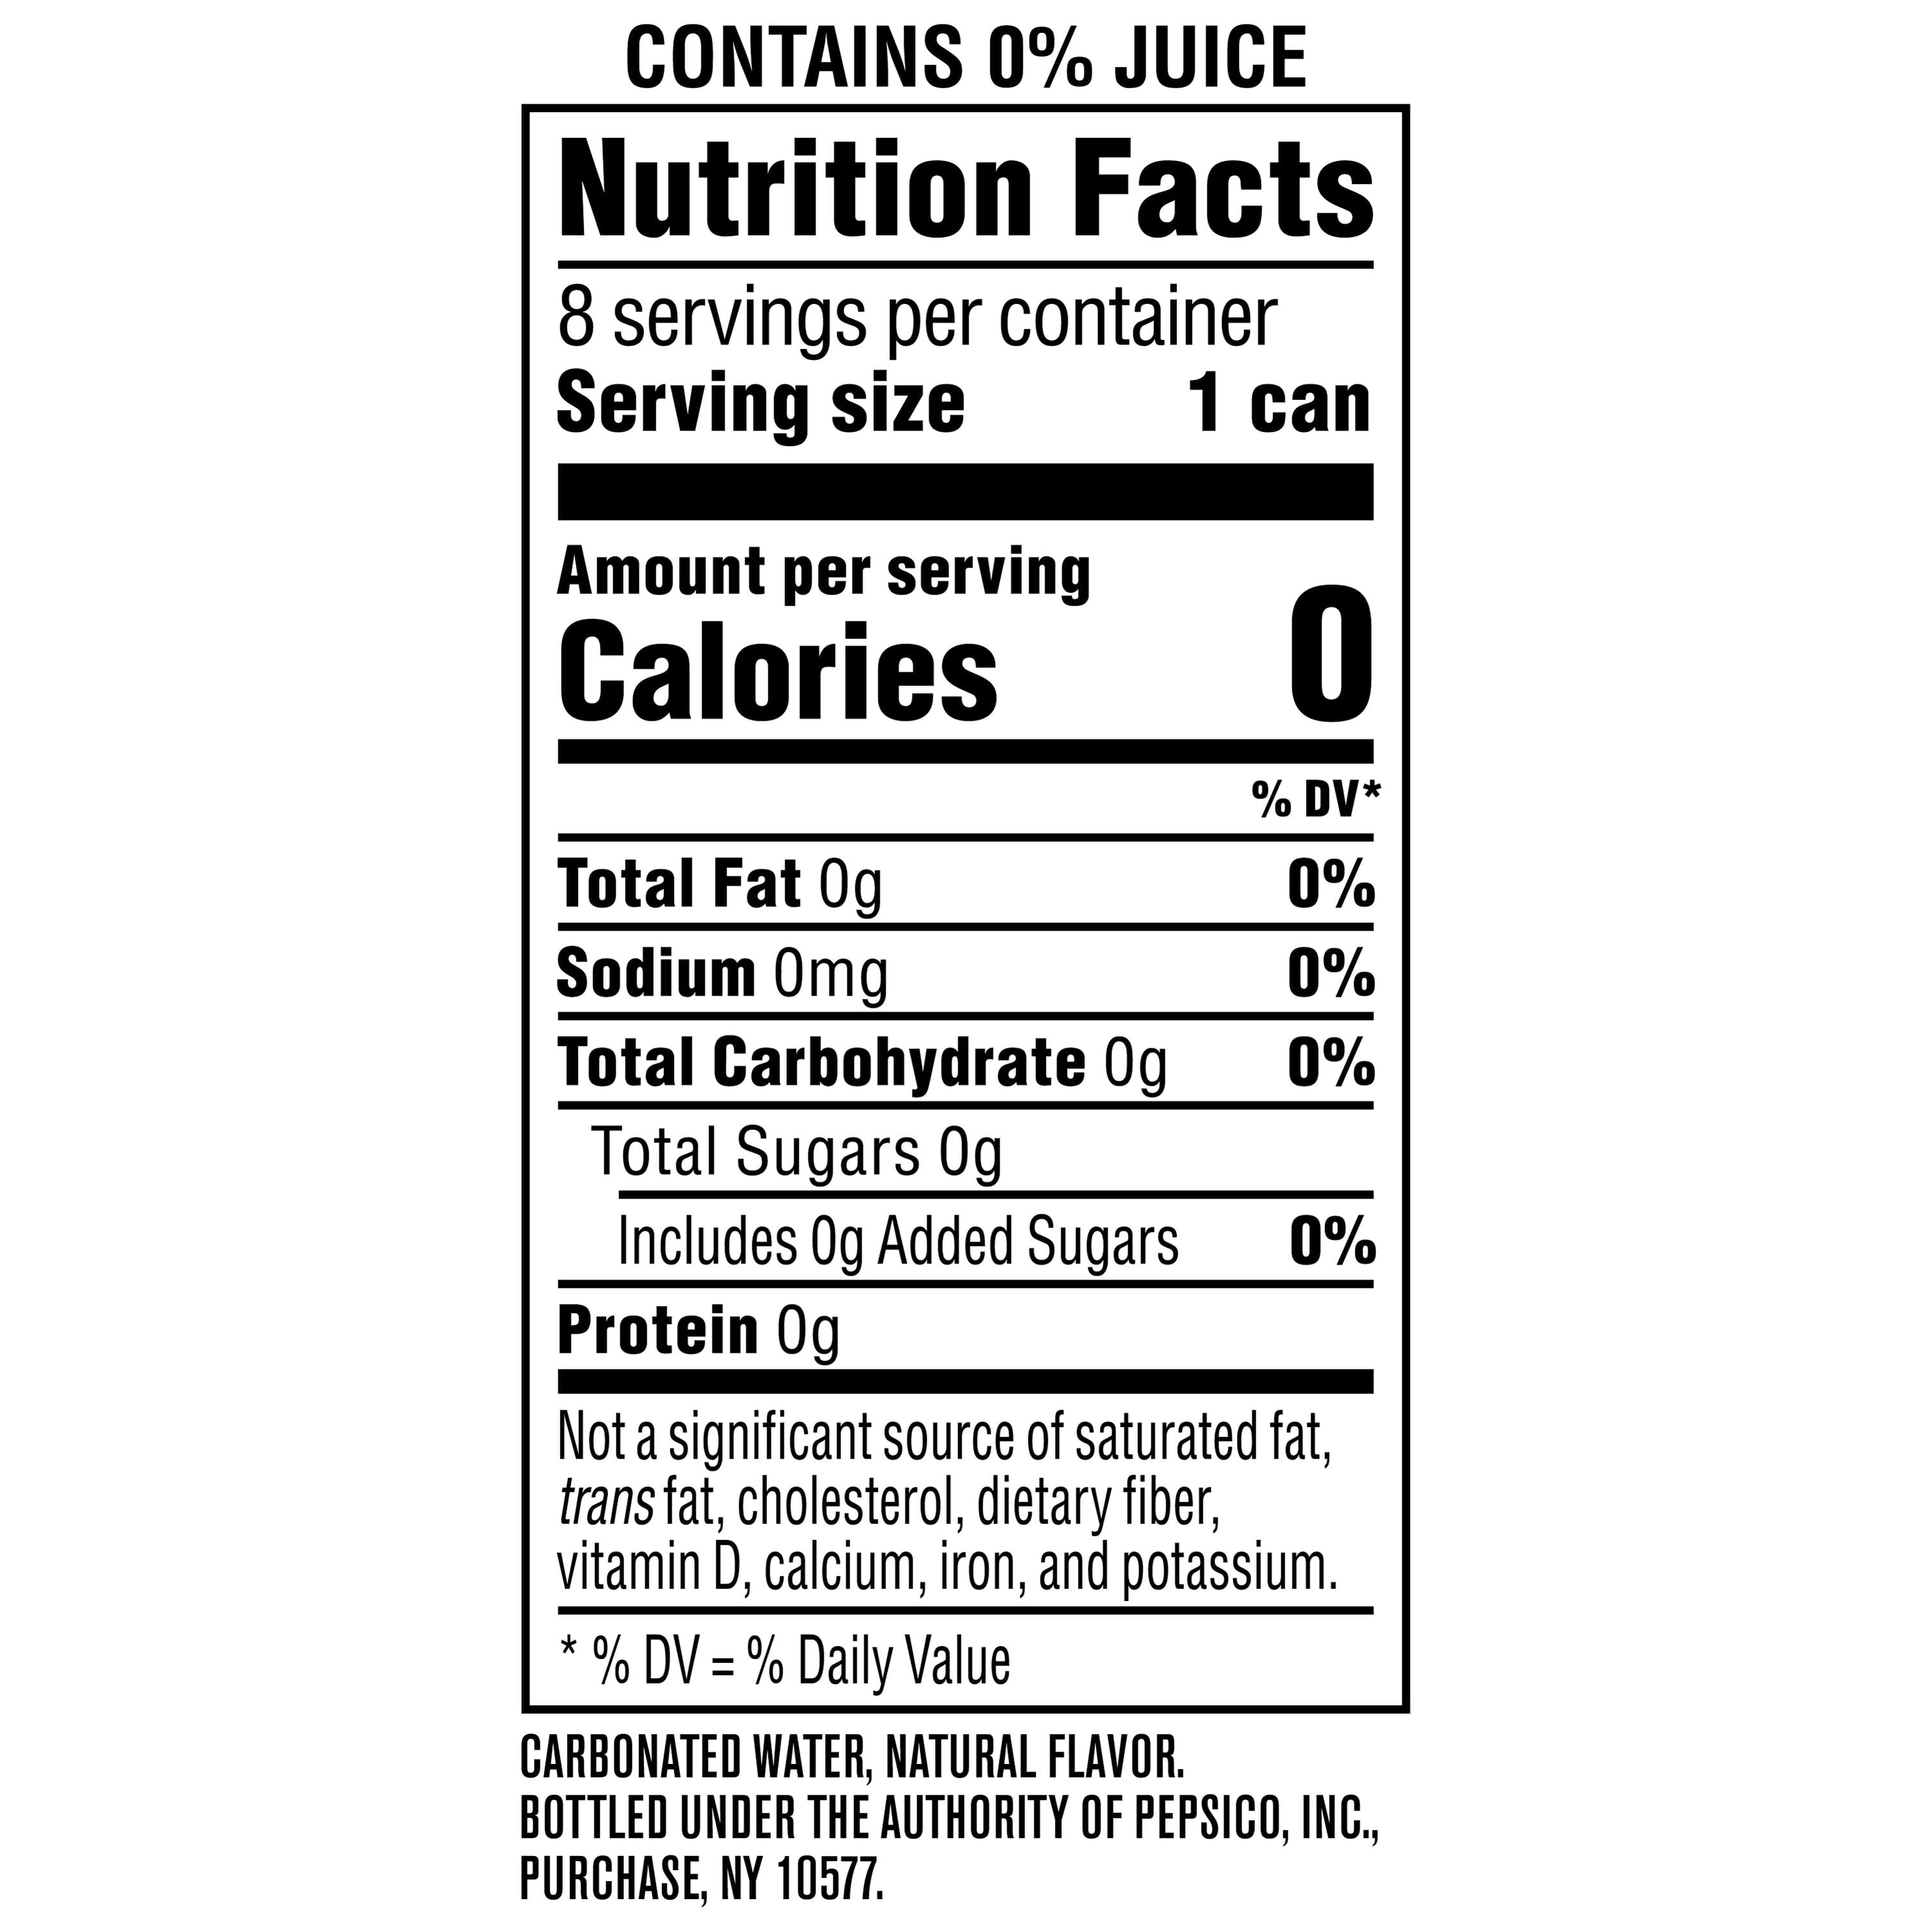 CONTAINS 0% JUICE
Nutrition Facts
8 servings per container
Serving size 1 can
Amount per serving
Calories 0
% DV*
Total Fat 0g 0%
Sodium 0mg 0%
Total Carbohydrate 0g 0%
Total Sugars 0g
Includes 0g Added Sugars 0%
Protein 0g
Not a significant source of saturated fat,
trans fat, cholesterol, dietary fiber,
vitamin D, calcium, iron, and potassium.
* % DV = % Daily Value
CARBONATED WATER, NATURAL FLAVOR.
BOTTLED UNDER THE AUTHORITY OF PEPSICO, INC.,
PURCHASE, NY 10577.